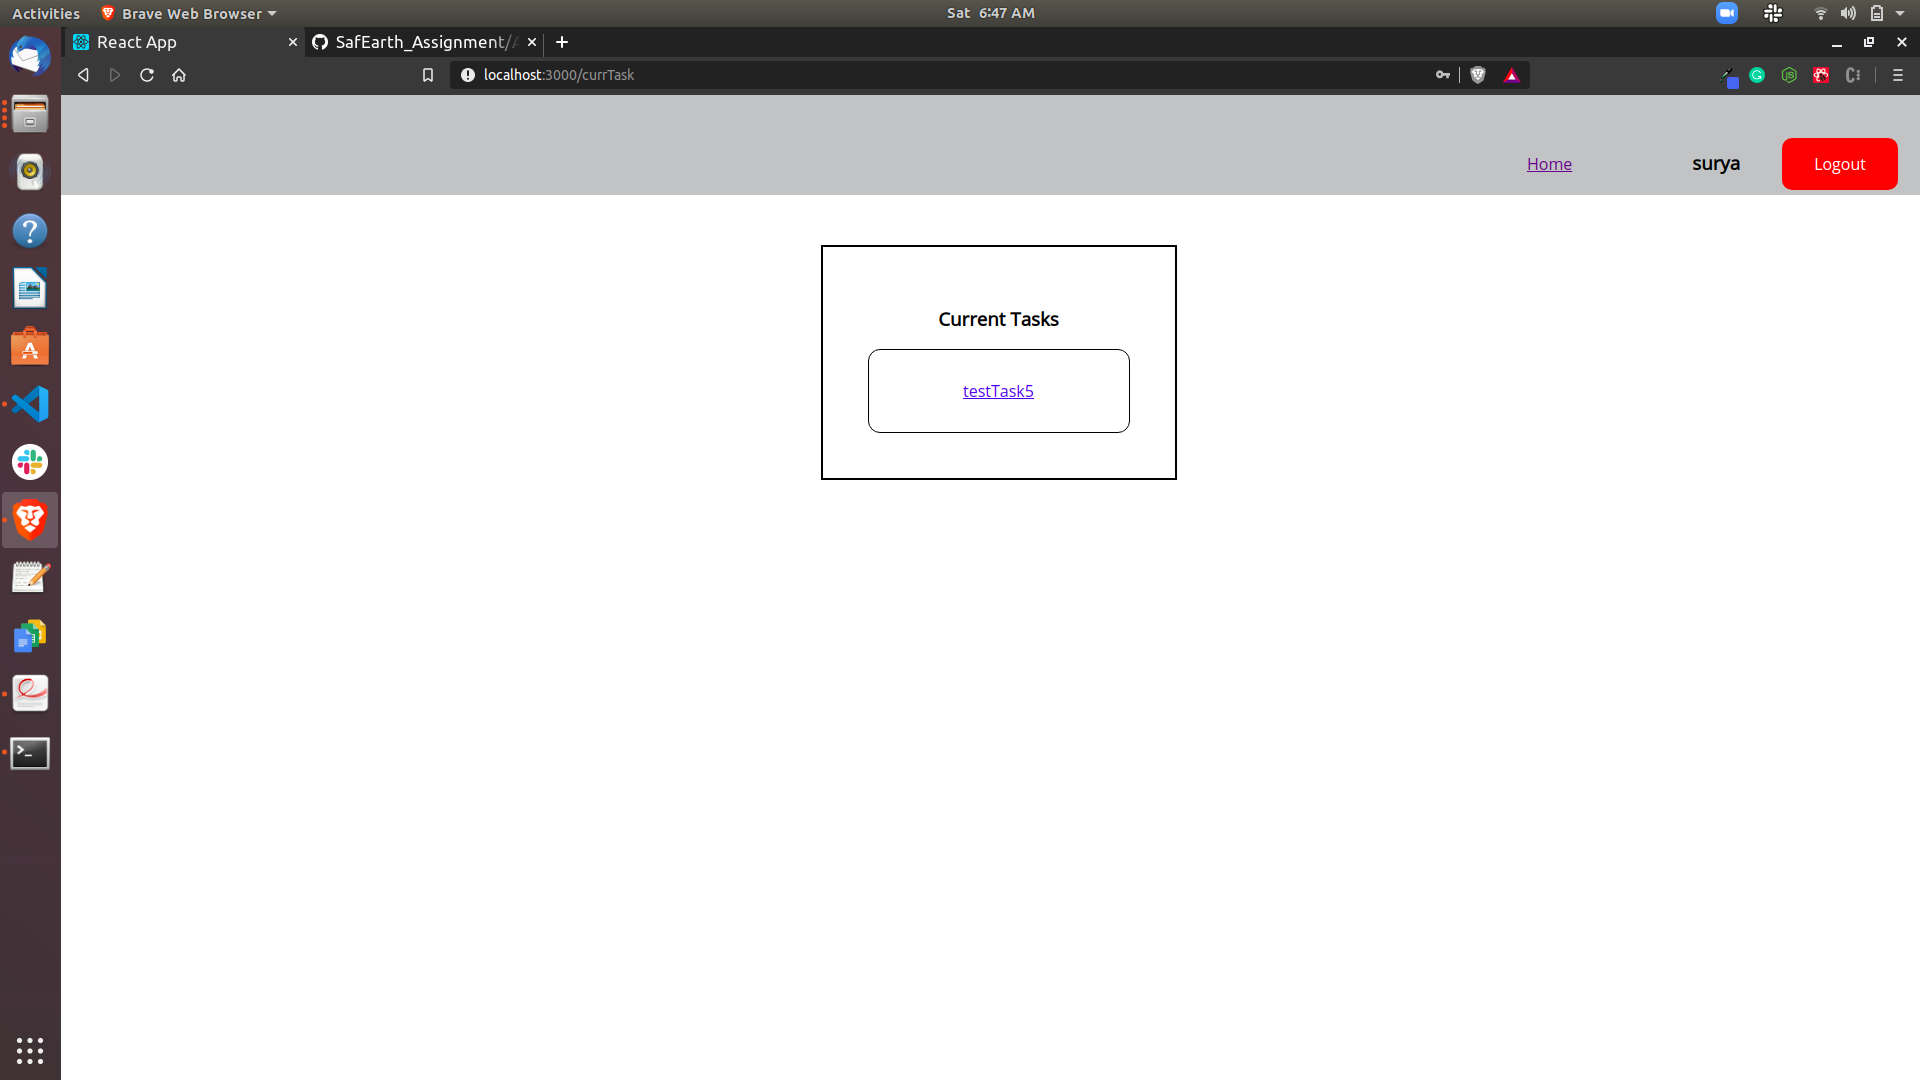 Activities
Brave Web Browser
Sat 6:47 AM
React App
SafEarth_Assignment/
localhost:3000/currTask
Home
surya
Logout
Current Tasks
testTask5